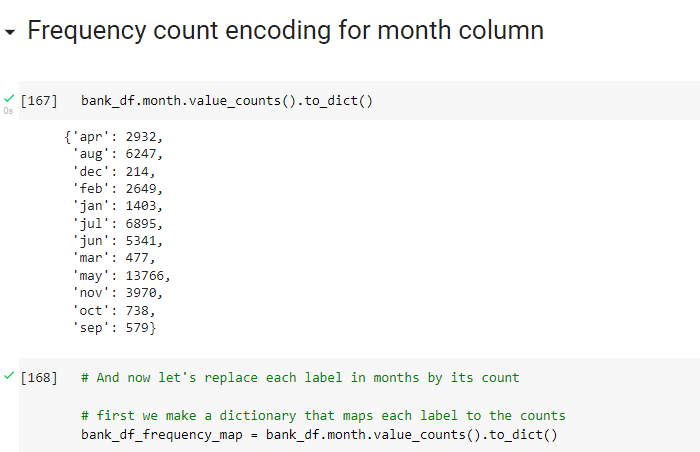 Frequency count encoding for month column
[167] bank_df.month.value_counts().to_dict()
0s
{'apr': 2932,
'aug': 6247,
'dec': 214,
'feb': 2649,
'jan': 1403,
'jul': 6895,
'jun': 5341,
'mar': 477,
'may': 13766,
'nov': 3970,
'oct': 738,
'sep': 579}
[168] # And now let's replace each label in months by its count
# first we make a dictionary that maps each label to the counts
bank_df_frequency_map = bank_df.month.value_counts().to_dict()